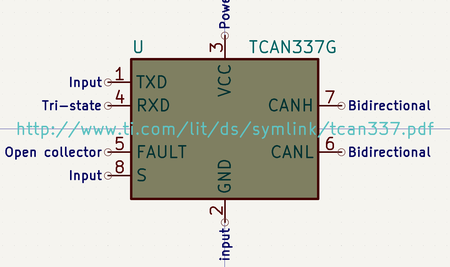 Powe
3
U TCAN337G
VCC
Input 1 TXD
Tri-state 4 RXD CANH 7 Bidirectional
http://www.ti.com/lit/ds/symlink/tcan337.pdf
Open collector 5 FAULT CANL 6 Bidirectional
Input 8 S
GND
2
input